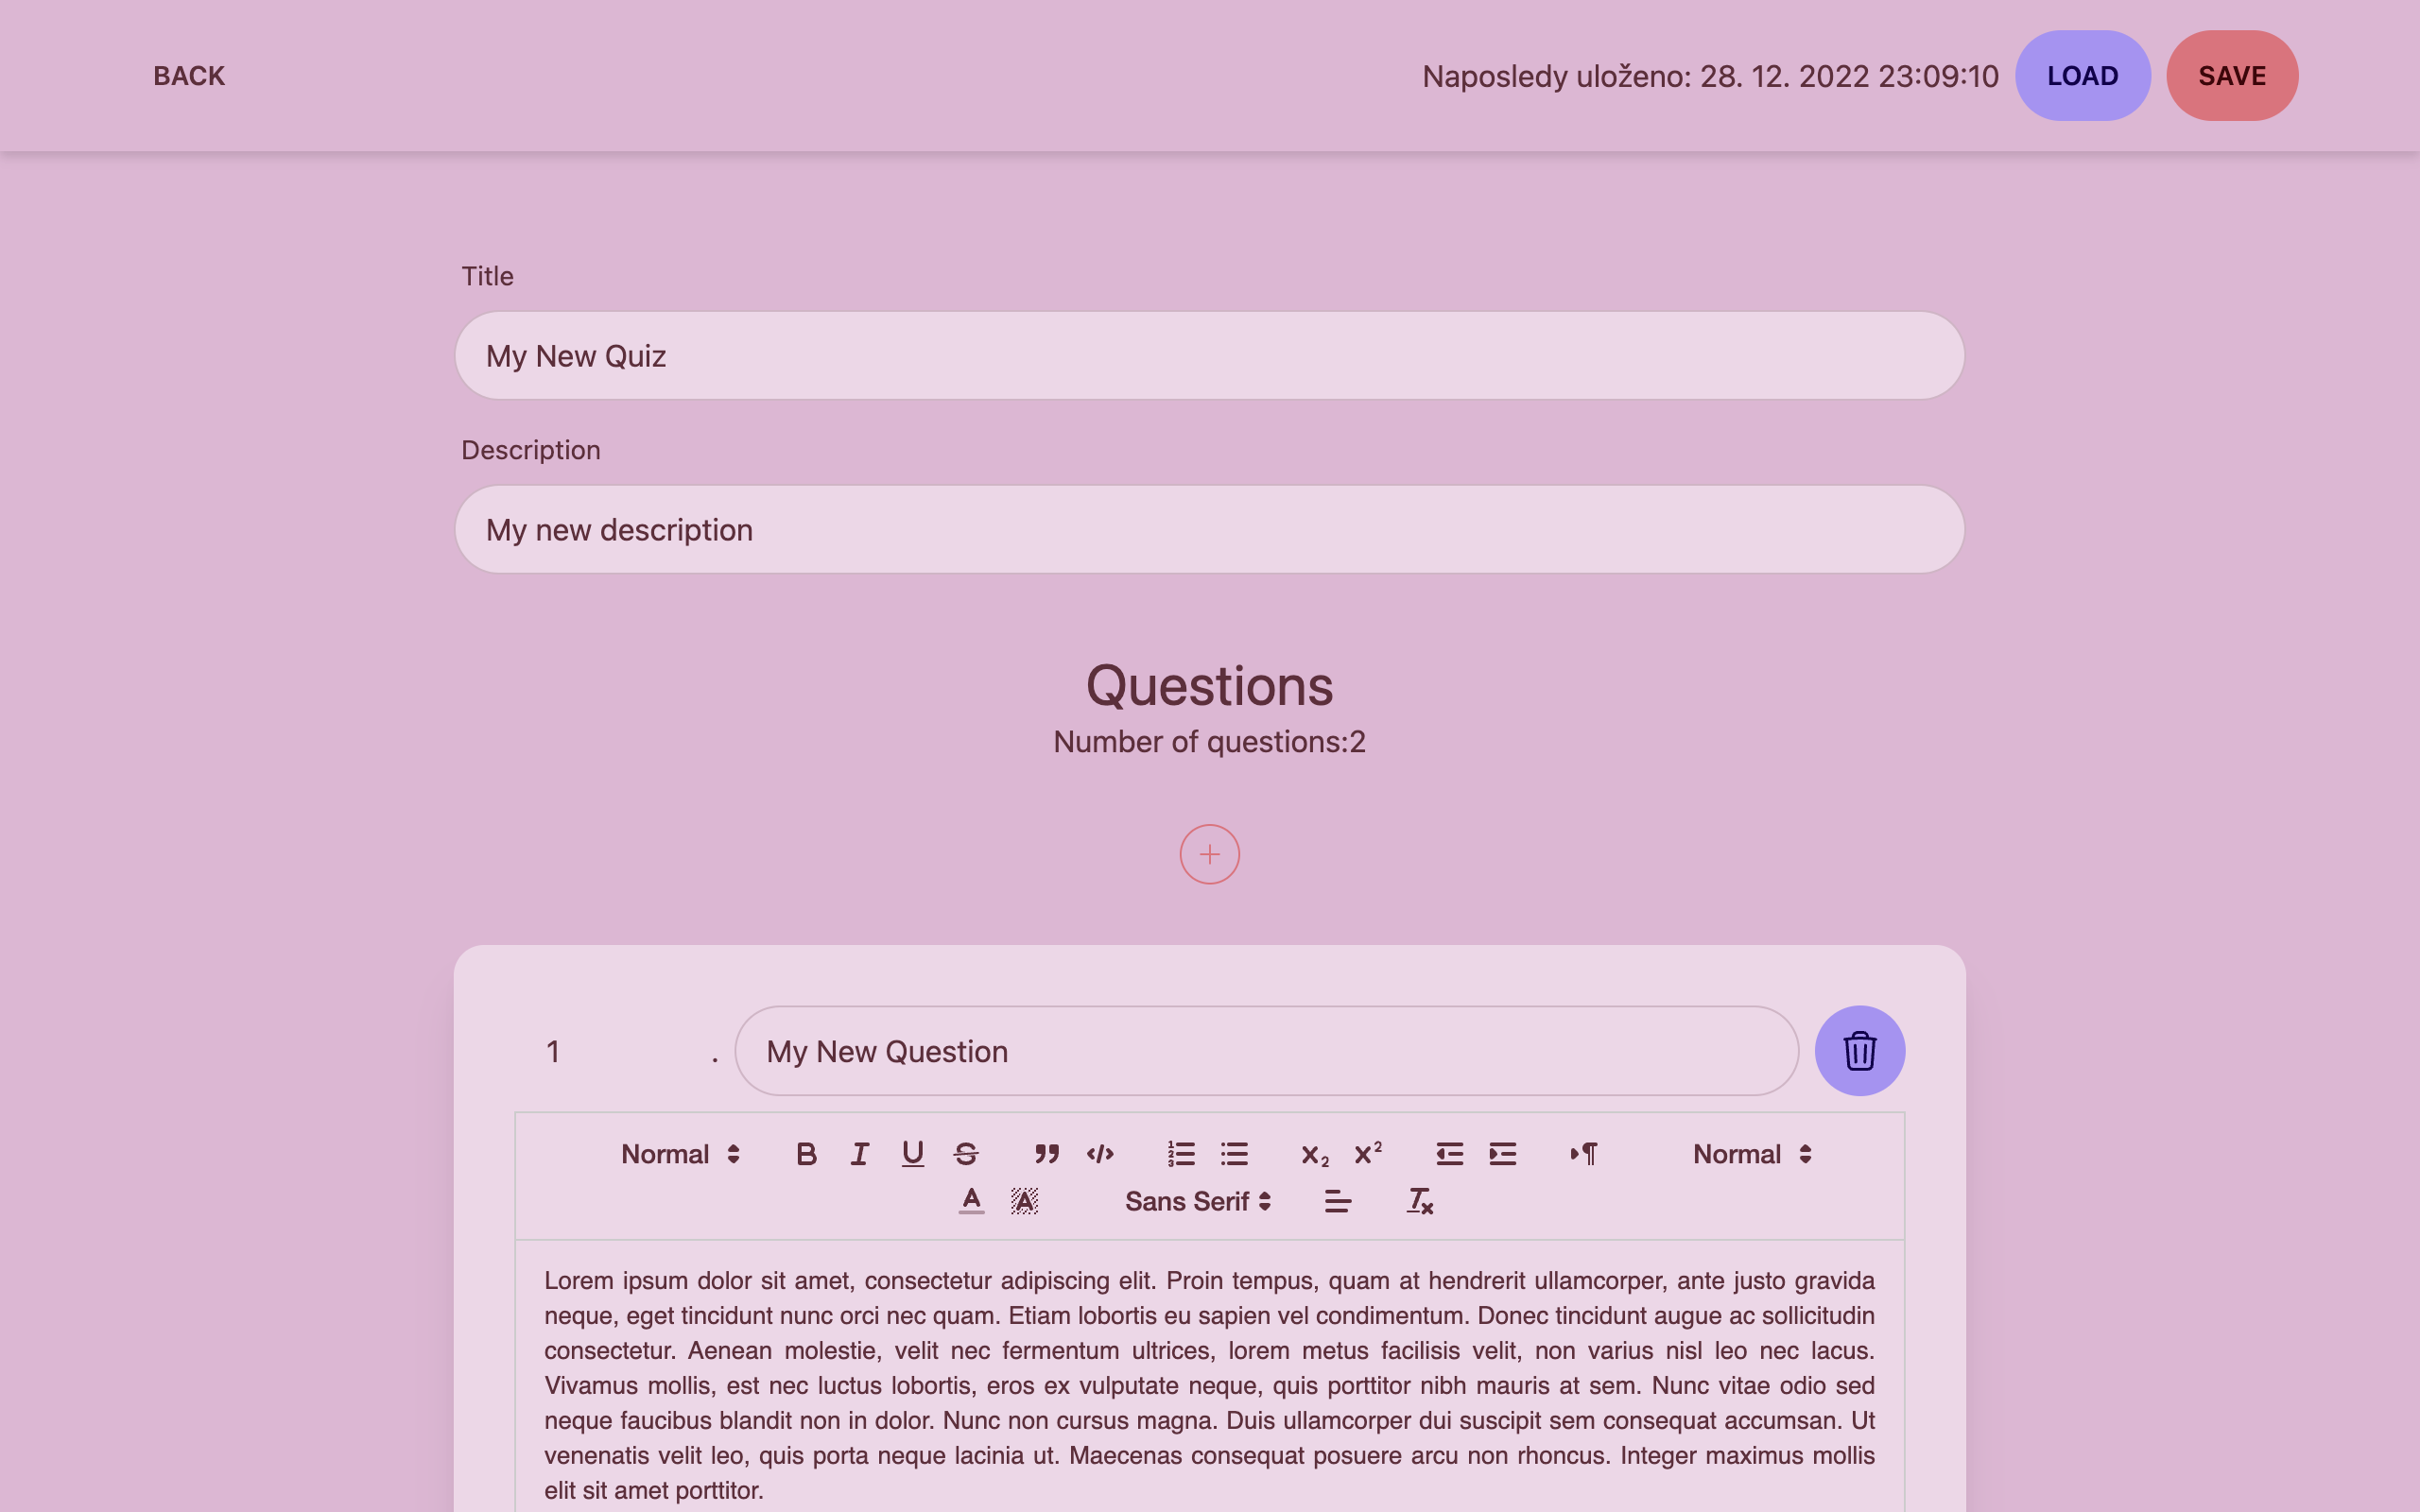 BACK
Naposledy uloženo: 28. 12. 2022 23:09:10
LOAD
SAVE
Title
My New Quiz
Description
My new description
Questions
Number of questions:2
1 .
My New Question
Normal
Normal
Sans Serif
Lorem ipsum dolor sit amet, consectetur adipiscing elit. Proin tempus, quam at hendrerit ullamcorper, ante justo gravida
neque, eget tincidunt nunc orci nec quam. Etiam lobortis eu sapien vel condimentum. Donec tincidunt augue ac sollicitudin
consectetur. Aenean molestie, velit nec fermentum ultrices, lorem metus facilisis velit, non varius nisl leo nec lacus.
Vivamus mollis, est nec luctus lobortis, eros ex vulputate neque, quis porttitor nibh mauris at sem. Nunc vitae odio sed
neque faucibus blandit non in dolor. Nunc non cursus magna. Duis ullamcorper dui suscipit sem consequat accumsan. Ut
venenatis velit leo, quis porta neque lacinia ut. Maecenas consequat posuere arcu non rhoncus. Integer maximus mollis
elit sit amet porttitor.